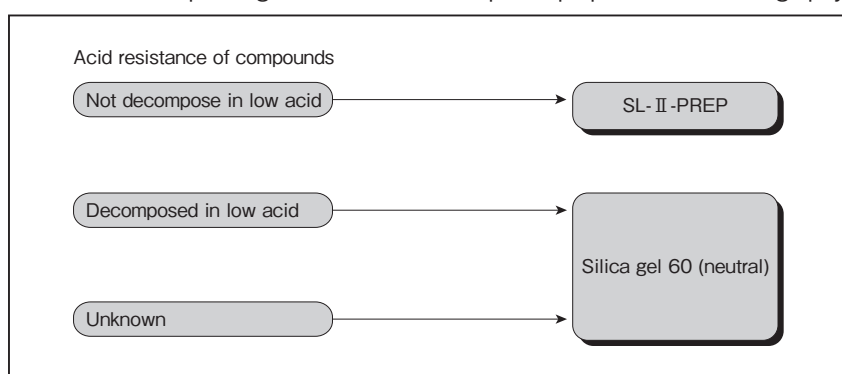 Acid resistance of compounds
Not decompose in low acid
SL-Ⅱ-PREP
Decomposed in low acid
Silica gel 60 (neutral)
Unknown